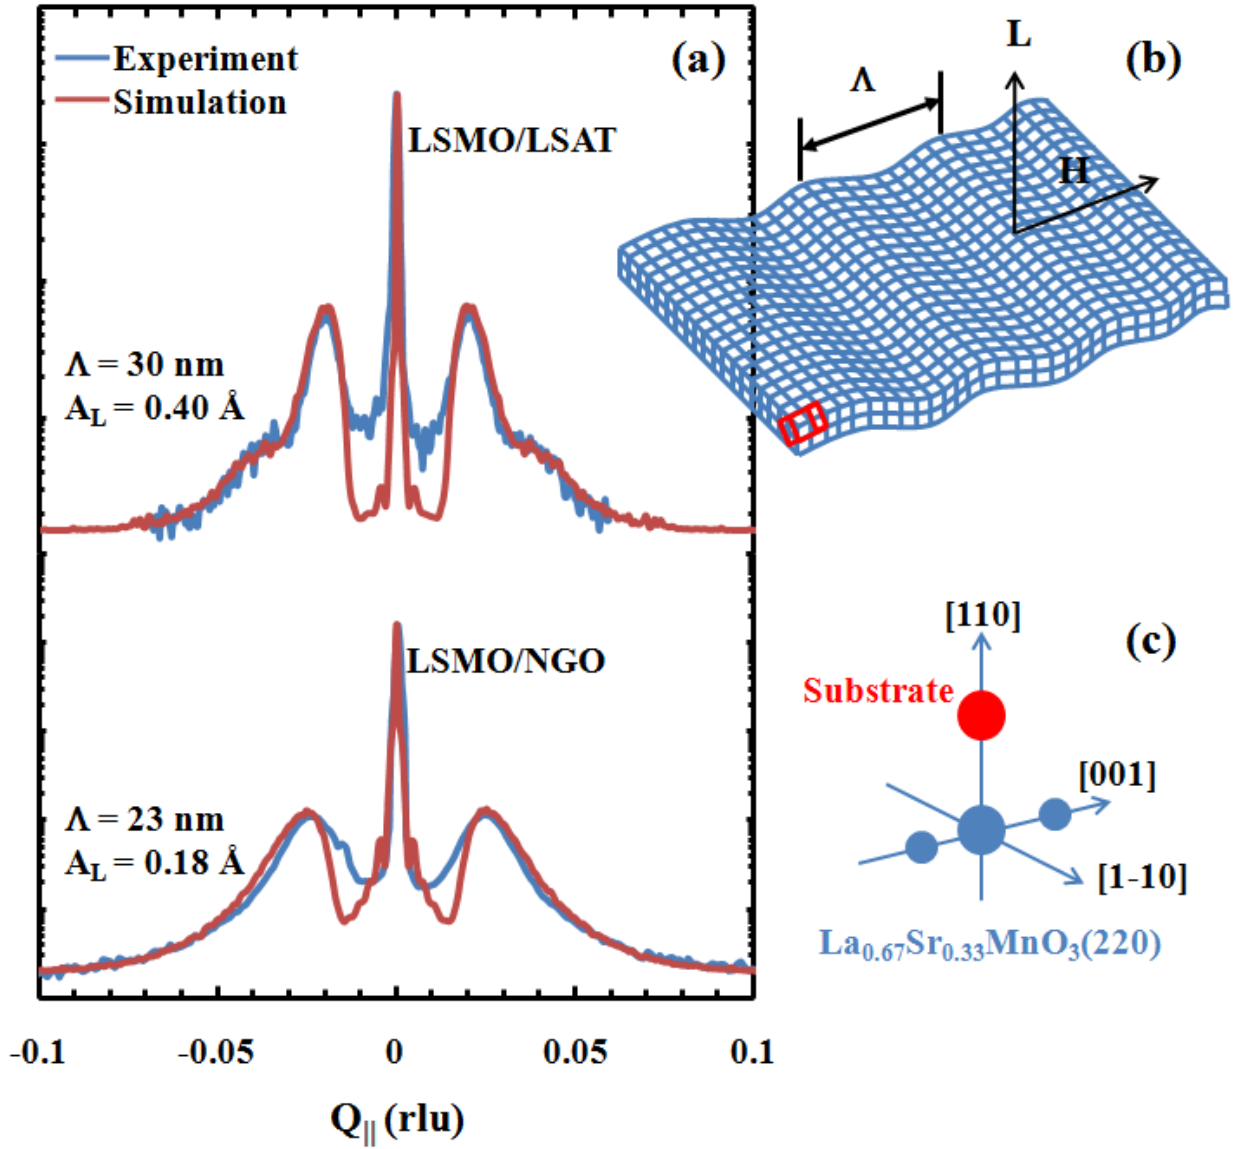 Experiment
Simulation
(a)
LSMO/LSAT
Λ = 30 nm
A_L = 0.40 Å
LSMO/NGO
Λ = 23 nm
A_L = 0.18 Å
-0.1 -0.05 0 0.05 0.1
Q_|| (rlu)
(b)
L
Λ
H
(c)
[110]
Substrate
[001]
[1-10]
La₀.₆₇Sr₀.₃₃MnO₃(220)